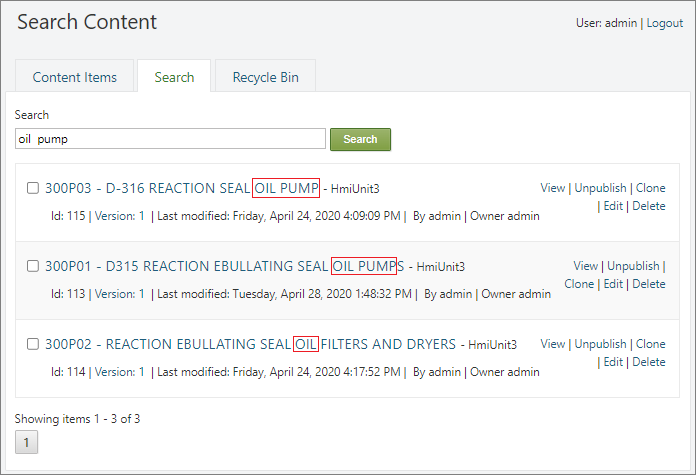 Search Content
User: admin | Logout
Content Items
Search
Recycle Bin
Search
oil  pump
Search
300P03 - D-316 REACTION SEAL OIL PUMP - HmiUnit3
View | Unpublish | Clone
| Edit | Delete
Id: 115 | Version: 1 | Last modified: Friday, April 24, 2020 4:09:09 PM | By admin | Owner admin
300P01 - D315 REACTION EBULLATING SEAL OIL PUMPS - HmiUnit3
View | Unpublish |
Clone | Edit | Delete
Id: 113 | Version: 1 | Last modified: Tuesday, April 28, 2020 1:48:32 PM | By admin | Owner admin
300P02 - REACTION EBULLATING SEAL OIL FILTERS AND DRYERS - HmiUnit3
View | Unpublish | Clone
| Edit | Delete
Id: 114 | Version: 1 | Last modified: Friday, April 24, 2020 4:17:52 PM | By admin | Owner admin
Showing items 1 - 3 of 3
1